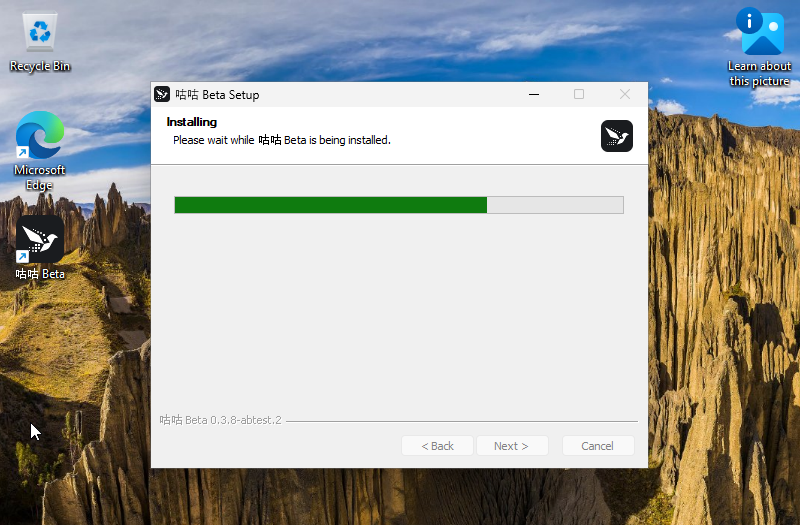 Recycle Bin
Learn about
this picture
Microsoft
Edge
咕咕 Beta
咕咕 Beta Setup
Installing
Please wait while 咕咕 Beta is being installed.
咕咕 Beta 0.3.8-abtest.2
< Back
Next >
Cancel